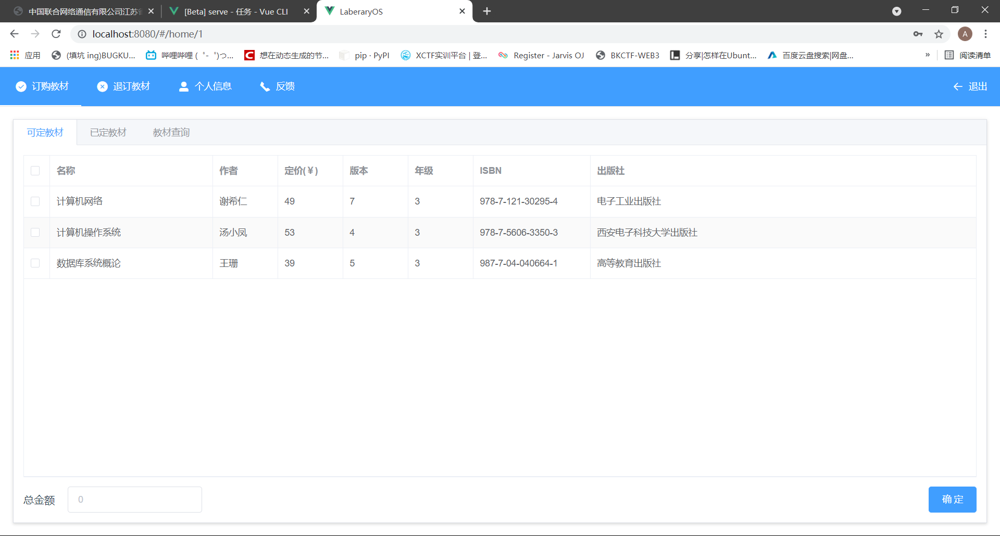 中国联合网络通信有限公司江苏省
[Beta] serve - 任务 - Vue CLI
LaberaryOS
localhost:8080/#/home/1
A
应用
(填坑 ing)BUGKU...
哔哩哔哩 (゜-゜)つ...
想在动态生成的节...
pip · PyPI
XCTF实训平台 | 登...
Register - Jarvis OJ
BKCTF-WEB3
分享|怎样在Ubunt...
百度云盘搜索|网盘...
»
阅读清单
订购教材
退订教材
个人信息
反馈
退出
可定教材
已定教材
教材查询
名称 作者 定价(￥) 版本 年级 ISBN 出版社
计算机网络 谢希仁 49 7 3 978-7-121-30295-4 电子工业出版社
计算机操作系统 汤小凤 53 4 3 978-7-5606-3350-3 西安电子科技大学出版社
数据库系统概论 王珊 39 5 3 987-7-04-040664-1 高等教育出版社
总金额 0
确 定